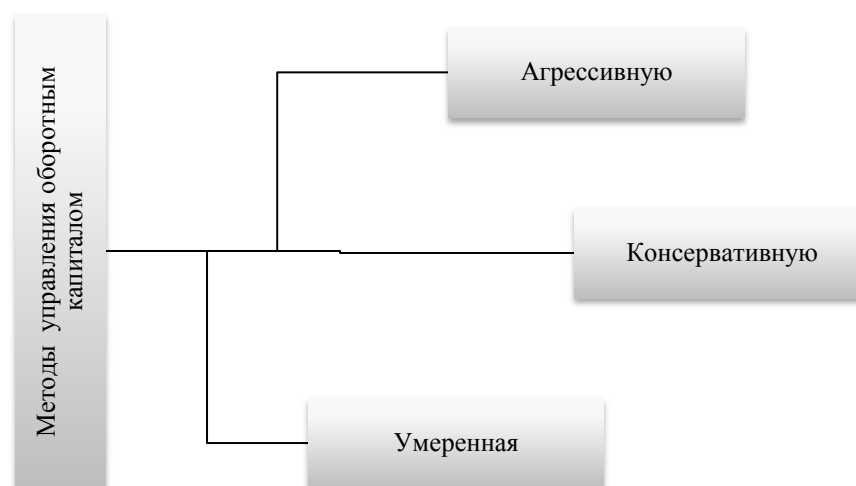 Методы управления оборотным
капиталом
Агрессивную
Консервативную
Умеренная